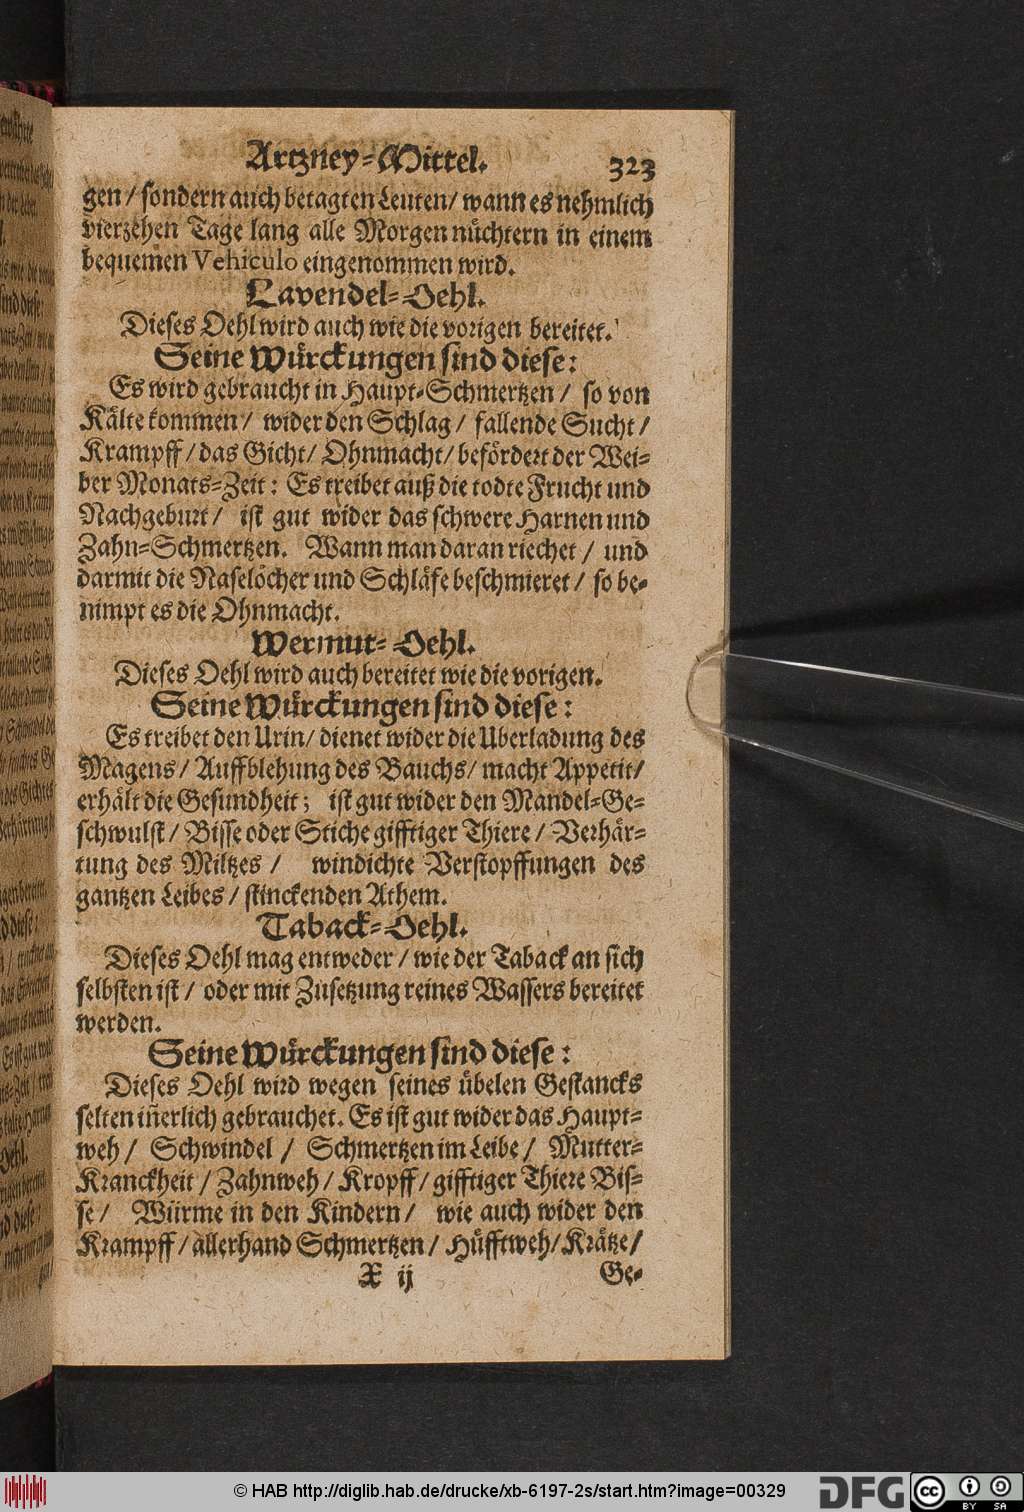 Artzney-Mittel. 323
gen / sondern auch betagten Leuten / wann es nehmlich
vierzehen Tage lang alle Morgen nüchtern in einem
bequemen Vehiculo eingenommen wird.
Lavendel-Oehl.
Dieses Oehl wird auch wie die vorigen bereitet.
Seine Würckungen sind diese:
Es wird gebraucht in Haupt-Schmertzen / so von
Kälte kommen / wider den Schlag / fallende Sucht /
Krampff / das Gicht / Ohnmacht / befördert der Wei-
ber Monats-Zeit: Es treibet auß die todte Frucht und
Nachgeburt / ist gut wider das schwere Harnen und
Zahn-Schmertzen. Wann man daran riechet / und
darmit die Naselöcher und Schläfe beschmieret / so be-
nimpt es die Ohnmacht.
Wermut-Oehl.
Dieses Oehl wird auch bereitet wie die vorigen.
Seine Würckungen sind diese:
Es treibet den Urin / dienet wider die Uberladung des
Magens / Auffblehung des Bauchs / macht Appetit /
erhält die Gesundheit; ist gut wider den Mandel-Ge-
schwulst / Bisse oder Stiche gifftiger Thiere / Verhär-
tung des Miltzes / windichte Verstopffungen des
gantzen Leibes / stinckenden Athem.
Taback-Oehl.
Dieses Oehl mag entweder / wie der Taback an sich
selbsten ist / oder mit Zusetzung reines Wassers bereitet
werden.
Seine Würckungen sind diese:
Dieses Oehl wird wegen seines übelen Gestancks
selten iñerlich gebrauchet. Es ist gut wider das Haupt-
weh / Schwindel / Schmertzen im Leibe / Mutter-
Kranckheit / Zahnweh / Kropff / gifftiger Thiere Bis-
se / Würme in den Kindern / wie auch wider den
Krampff / allerhand Schmertzen / Hüfftweh / Krätze /
X ij Ge-
© HAB http://diglib.hab.de/drucke/xb-6197-2s/start.htm?image=00329
DFG
cc BY SA